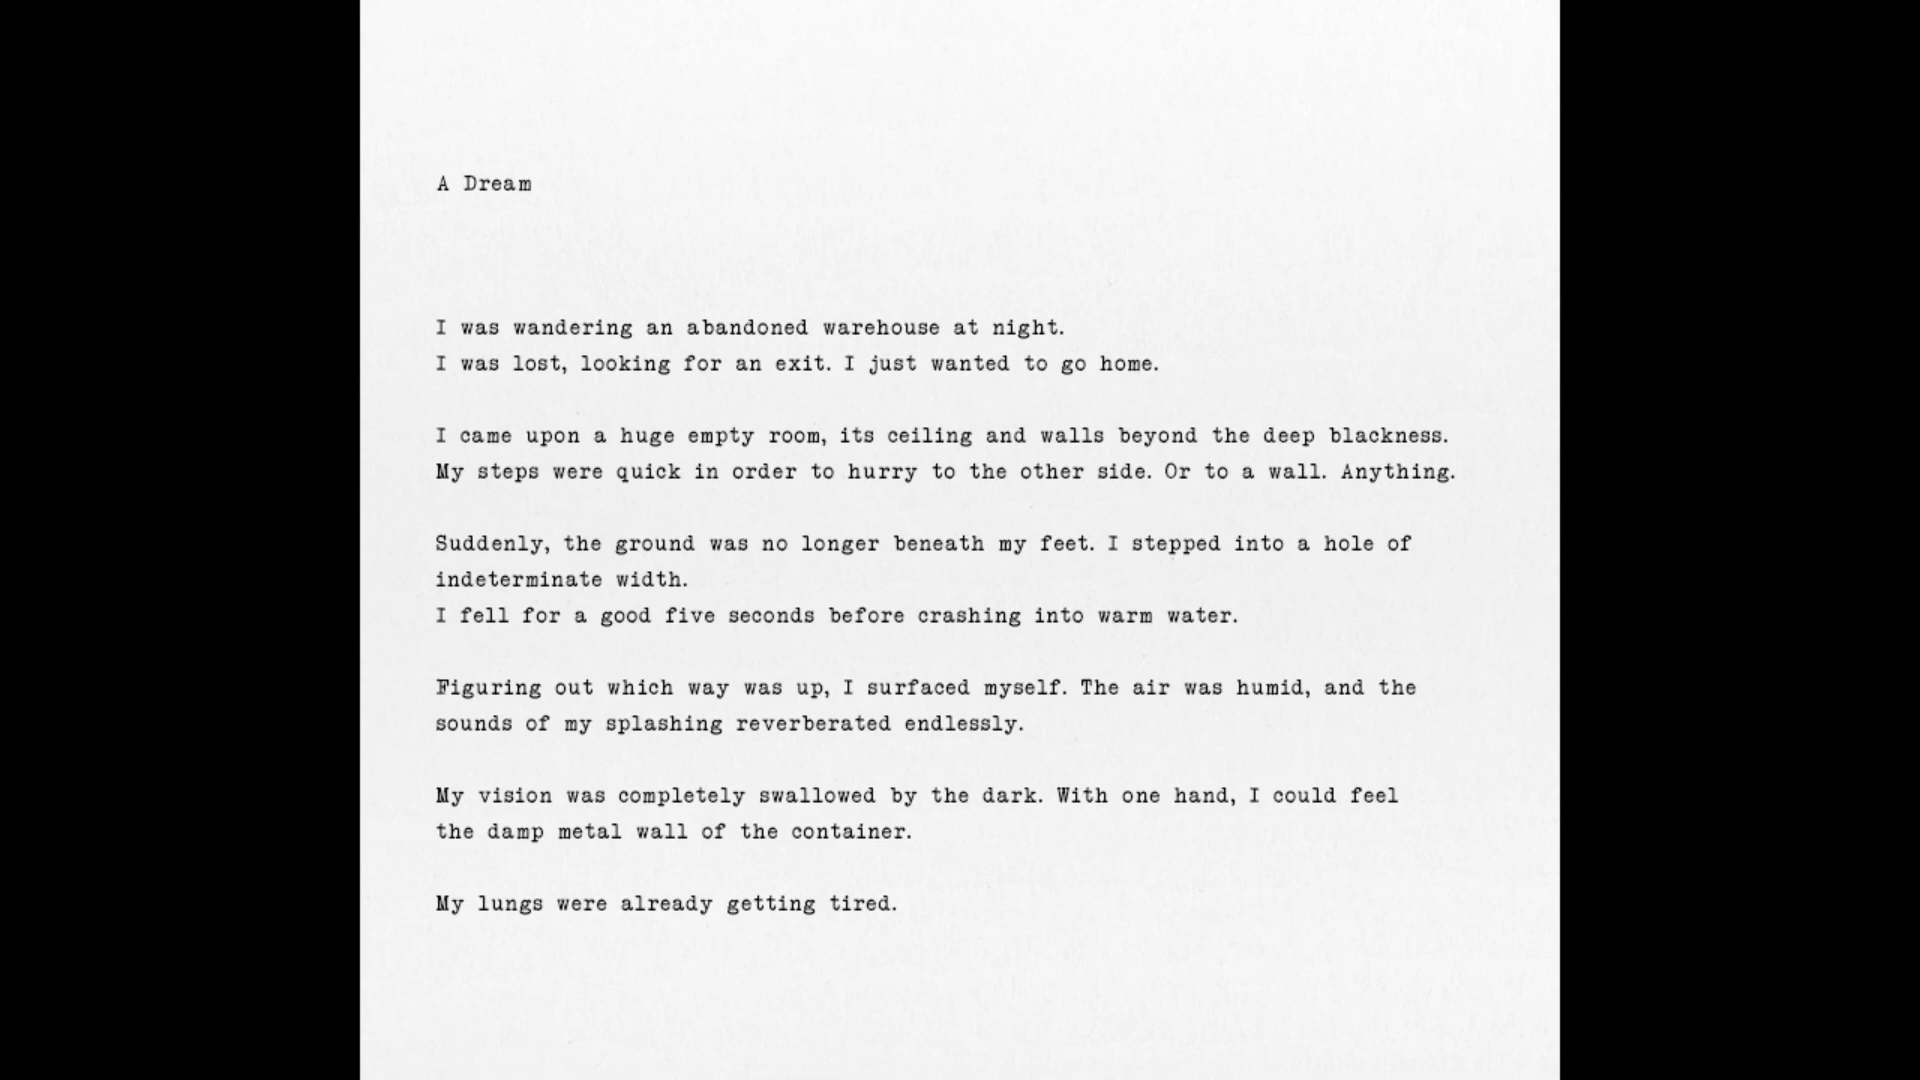 A Dream
I was wandering an abandoned warehouse at night.
I was lost, looking for an exit. I just wanted to go home.
I came upon a huge empty room, its ceiling and walls beyond the deep blackness.
My steps were quick in order to hurry to the other side. Or to a wall. Anything.
Suddenly, the ground was no longer beneath my feet. I stepped into a hole of
indeterminate width.
I fell for a good five seconds before crashing into warm water.
Figuring out which way was up, I surfaced myself. The air was humid, and the
sounds of my splashing reverberated endlessly.
My vision was completely swallowed by the dark. With one hand, I could feel
the damp metal wall of the container.
My lungs were already getting tired.